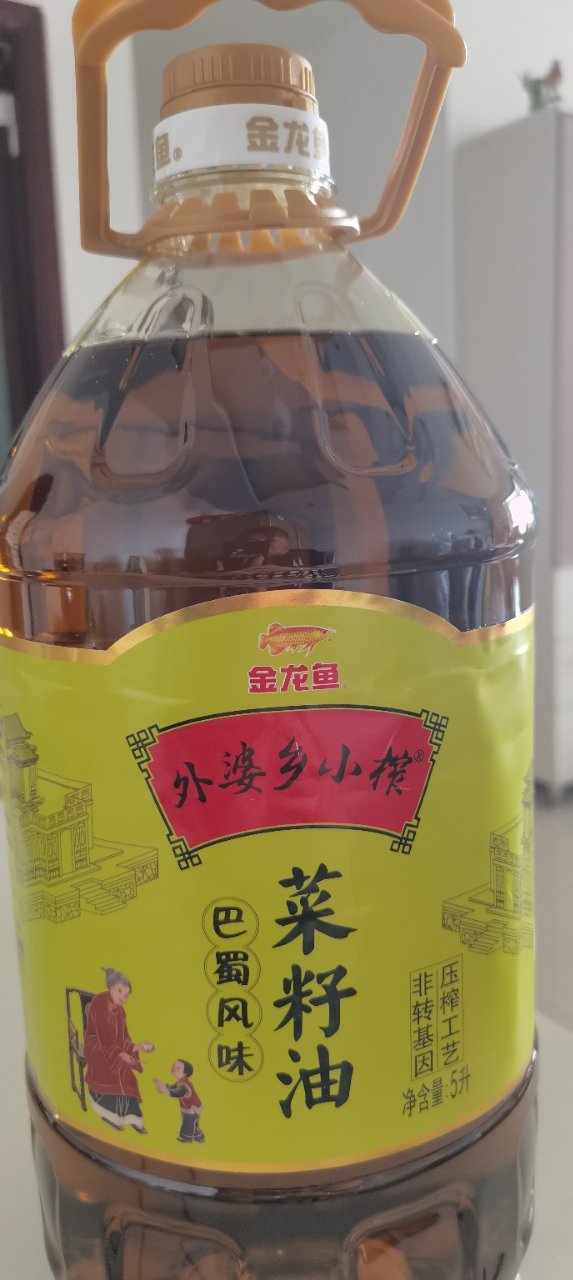 鱼® 金龙鱼
金龙鱼
外婆乡小榨®
菜籽油
巴蜀风味
压榨工艺
非转基因
净含量:5升